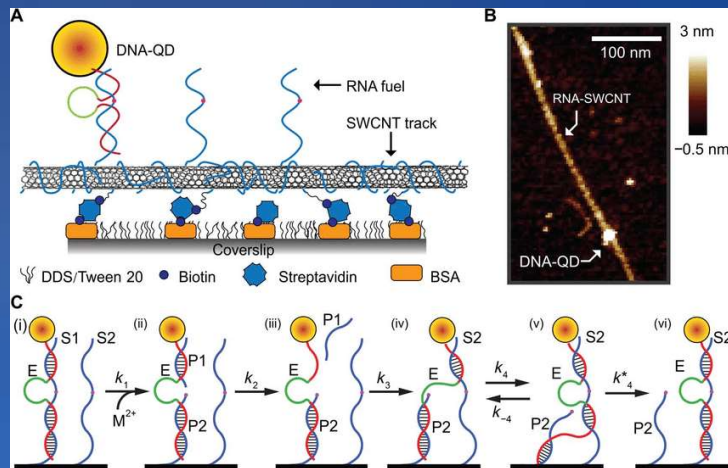 A
DNA-QD
RNA fuel
SWCNT track
Coverslip
DDS/Tween 20
Biotin
Streptavidin
BSA
B
100 nm
3 nm
−0.5 nm
RNA-SWCNT
DNA-QD
C
(i)
S1
S2
E
k₁
M²⁺
(ii)
P1
E
P2
k₂
(iii)
P1
E
P2
k₃
(iv)
S2
E
P2
k₄
k₋₄
(v)
S2
E
P2
k*₄
(vi)
S2
E
P2